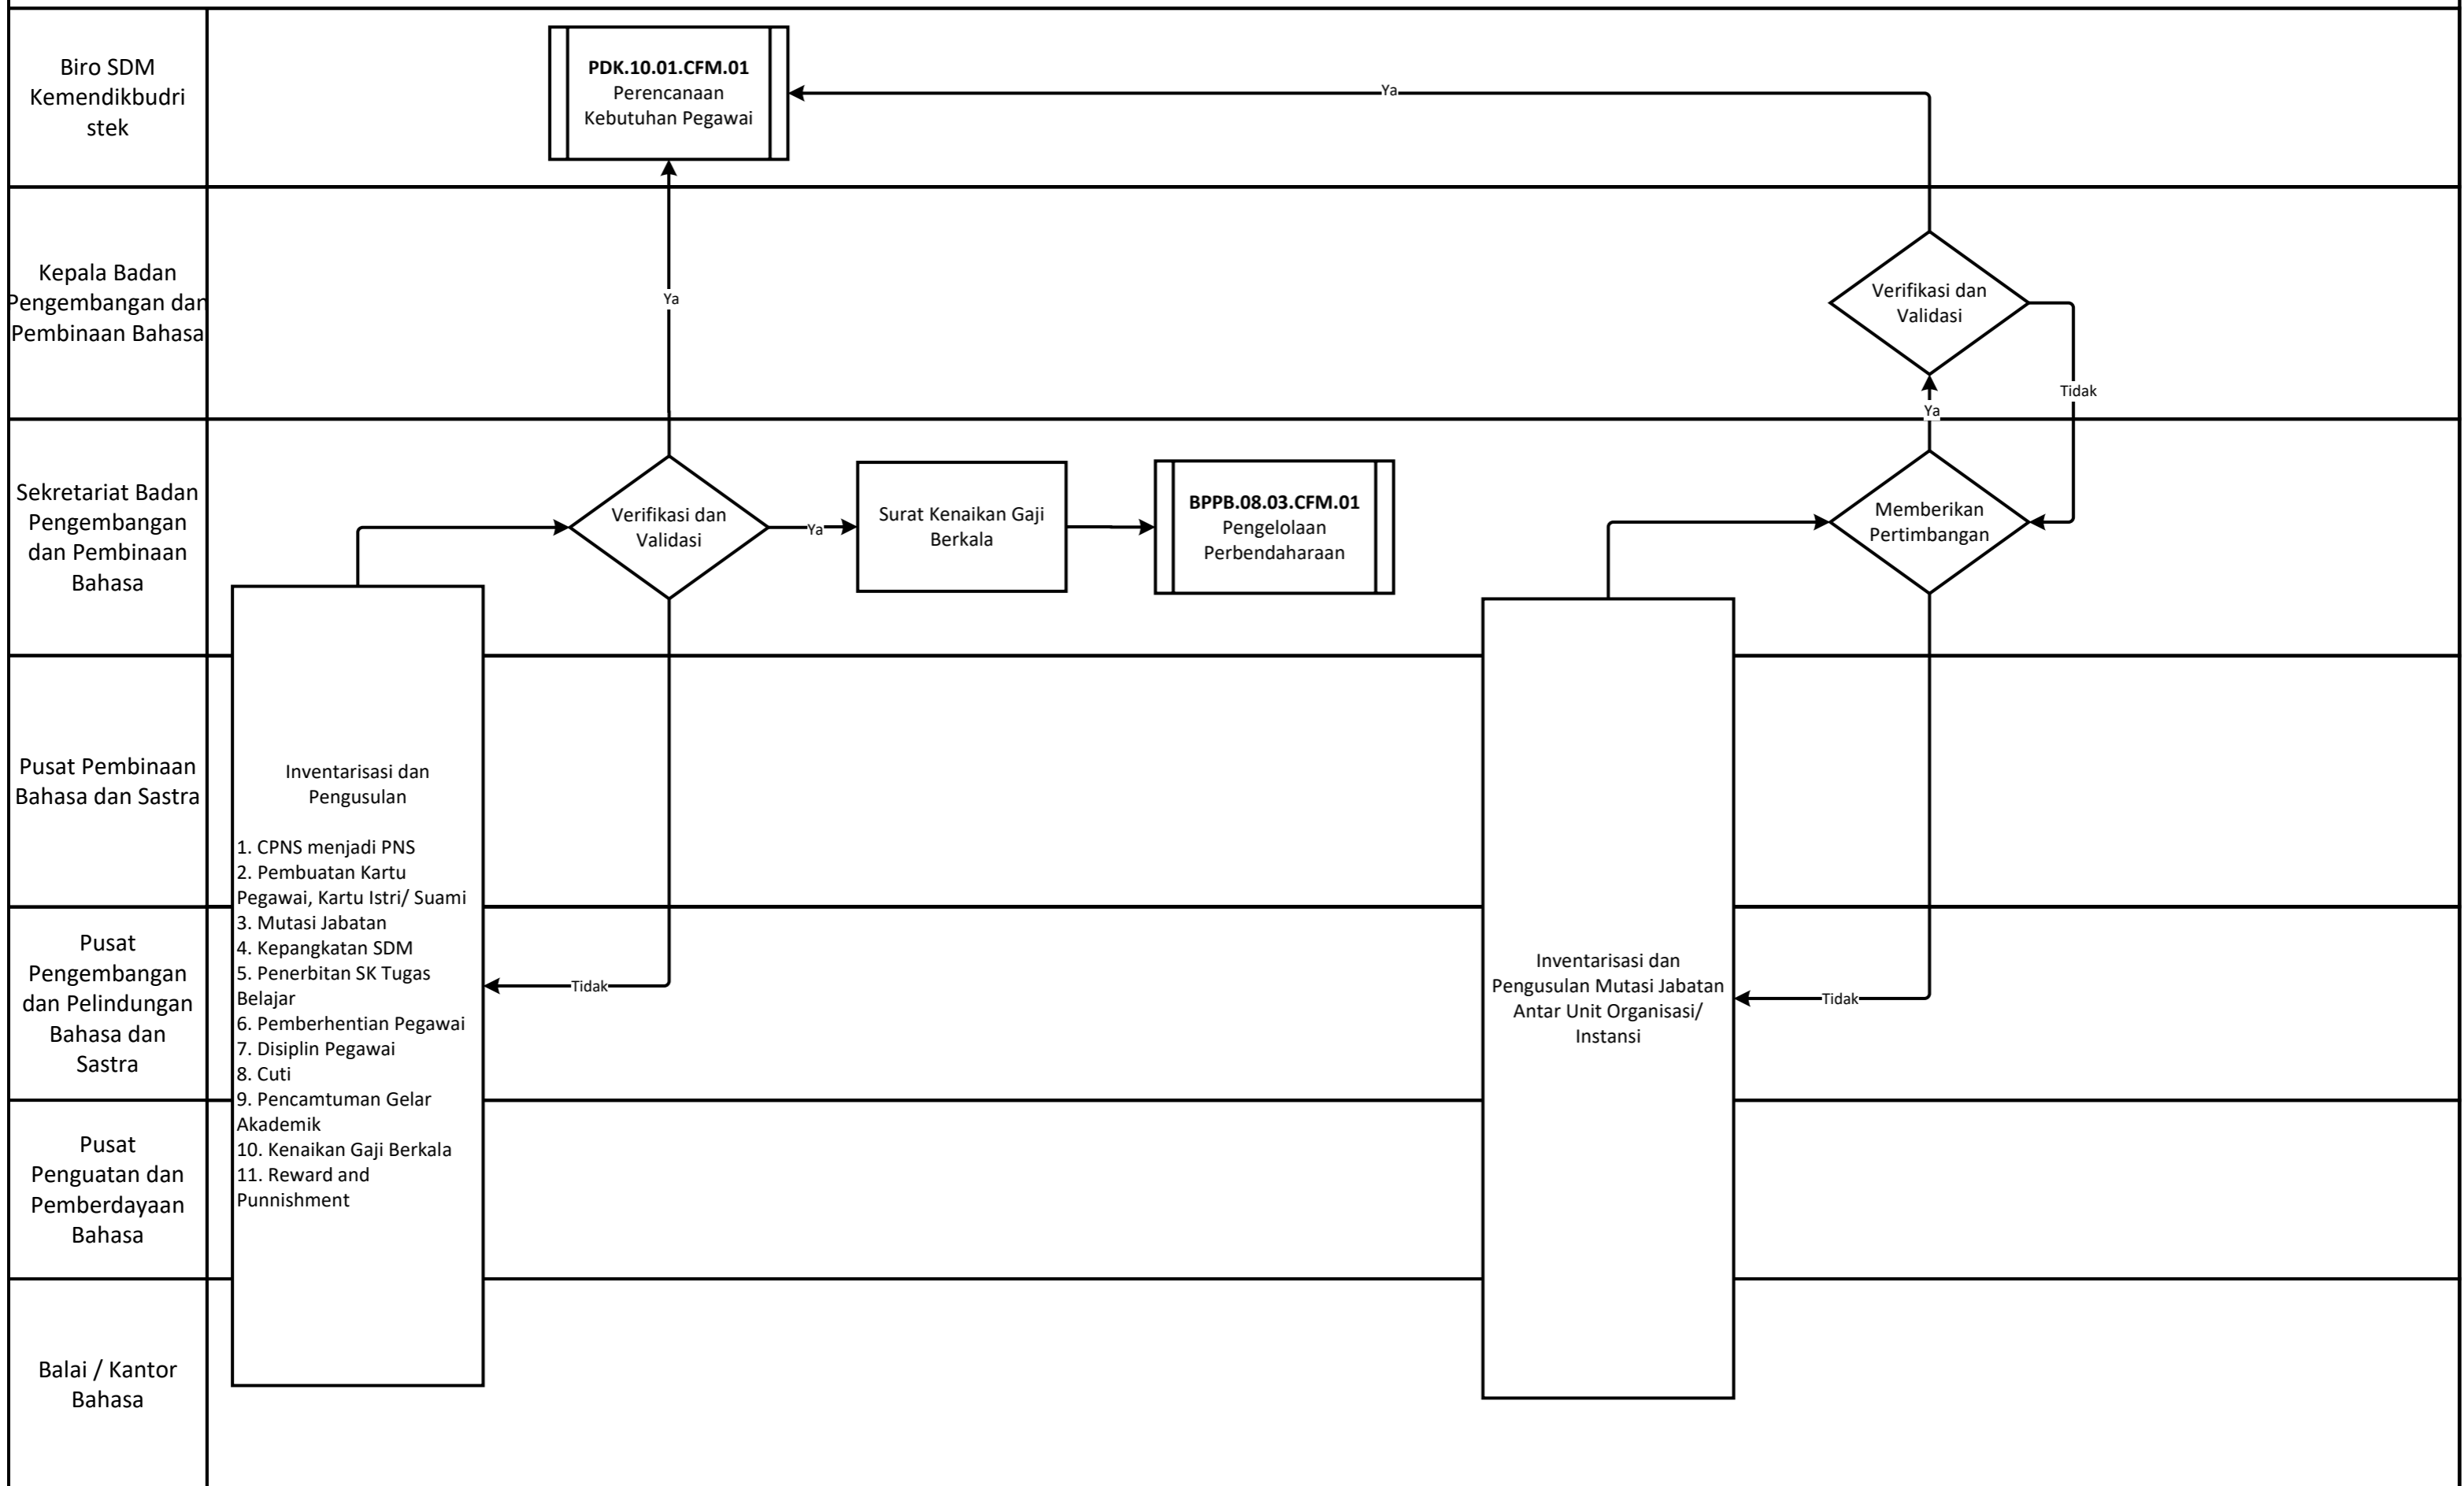 Biro SDM
Kemendikbudri
stek
PDK.10.01.CFM.01
Perencanaan
Kebutuhan Pegawai
Ya
Kepala Badan
Pengembangan dan
Pembinaan Bahasa
Ya
Verifikasi dan
Validasi
Tidak
Ya
Sekretariat Badan
Pengembangan
dan Pembinaan
Bahasa
Verifikasi dan
Validasi
Ya
Surat Kenaikan Gaji
Berkala
BPPB.08.03.CFM.01
Pengelolaan
Perbendaharaan
Memberikan
Pertimbangan
Pusat Pembinaan
Bahasa dan Sastra
Inventarisasi dan
Pengusulan
1. CPNS menjadi PNS
2. Pembuatan Kartu
Pegawai, Kartu Istri/ Suami
3. Mutasi Jabatan
4. Kepangkatan SDM
5. Penerbitan SK Tugas
Belajar
6. Pemberhentian Pegawai
7. Disiplin Pegawai
8. Cuti
9. Pencamtuman Gelar
Akademik
10. Kenaikan Gaji Berkala
11. Reward and
Punnishment
Tidak
Inventarisasi dan
Pengusulan Mutasi Jabatan
Antar Unit Organisasi/
Instansi
Tidak
Pusat
Pengembangan
dan Pelindungan
Bahasa dan
Sastra
Pusat
Penguatan dan
Pemberdayaan
Bahasa
Balai / Kantor
Bahasa